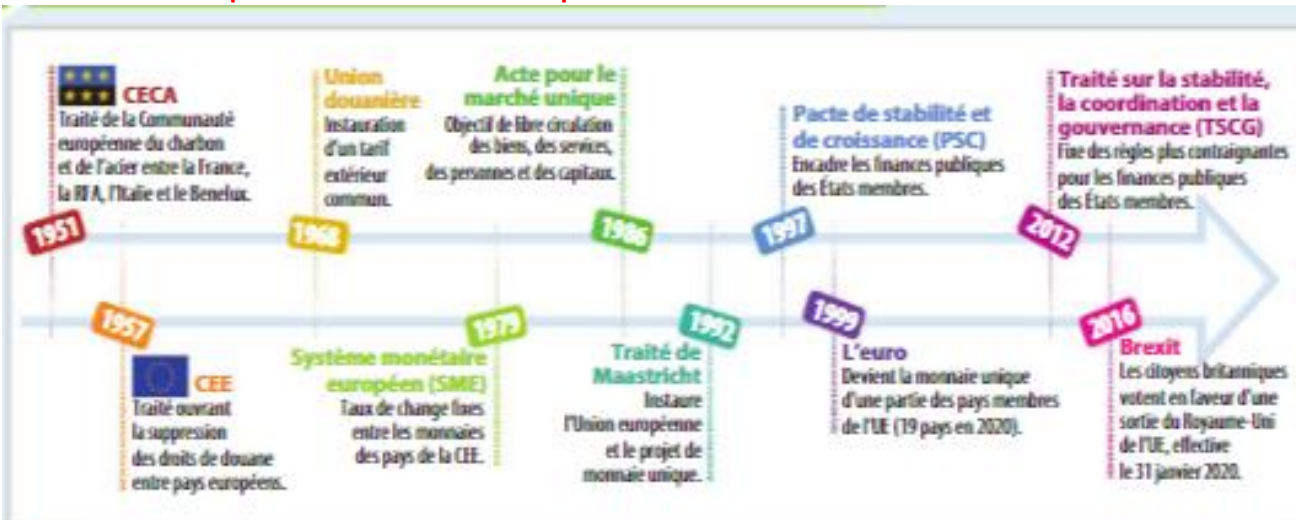 CECA
Traité de la Communauté
européenne du charbon
et de l'acier entre la France,
la RFA, l'Italie et le Benelux.
1951
Union
douanière
Instauration
d'un tarif
extérieur
commun.
1968
Acte pour le
marché unique
Objectif de libre circulation
des biens, des services,
des personnes et des capitaux.
1986
Pacte de stabilité et
de croissance (PSC)
Encadre les finances publiques
des États membres.
1997
Traité sur la stabilité,
la coordination et la
gouvernance (TSCG)
Fixe des règles plus contraignantes
pour les finances publiques
des États membres.
2012
1957
CEE
Traité ouvrant
la suppression
des droits de douane
entre pays européens.
1979
Système monétaire
européen (SME)
Taux de change fixes
entre les monnaies
des pays de la CEE.
1992
Traité de
Maastricht
Instaure
l'Union européenne
et le projet de
monnaie unique.
1999
L'euro
Devient la monnaie unique
d'une partie des pays membres
de l'UE (19 pays en 2020).
2016
Brexit
Les citoyens britanniques
votent en faveur d'une
sortie du Royaume-Uni
de l'UE, effective
le 31 janvier 2020.